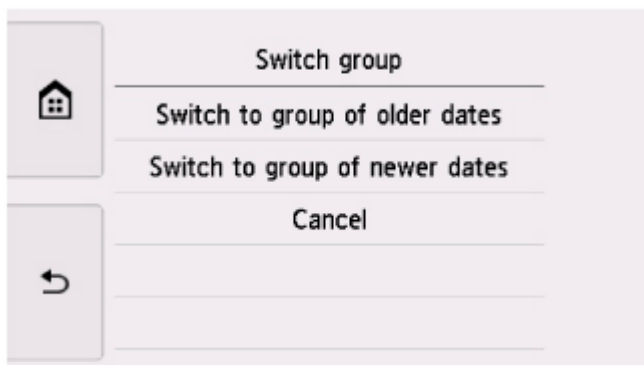 Switch group
Switch to group of older dates
Switch to group of newer dates
Cancel